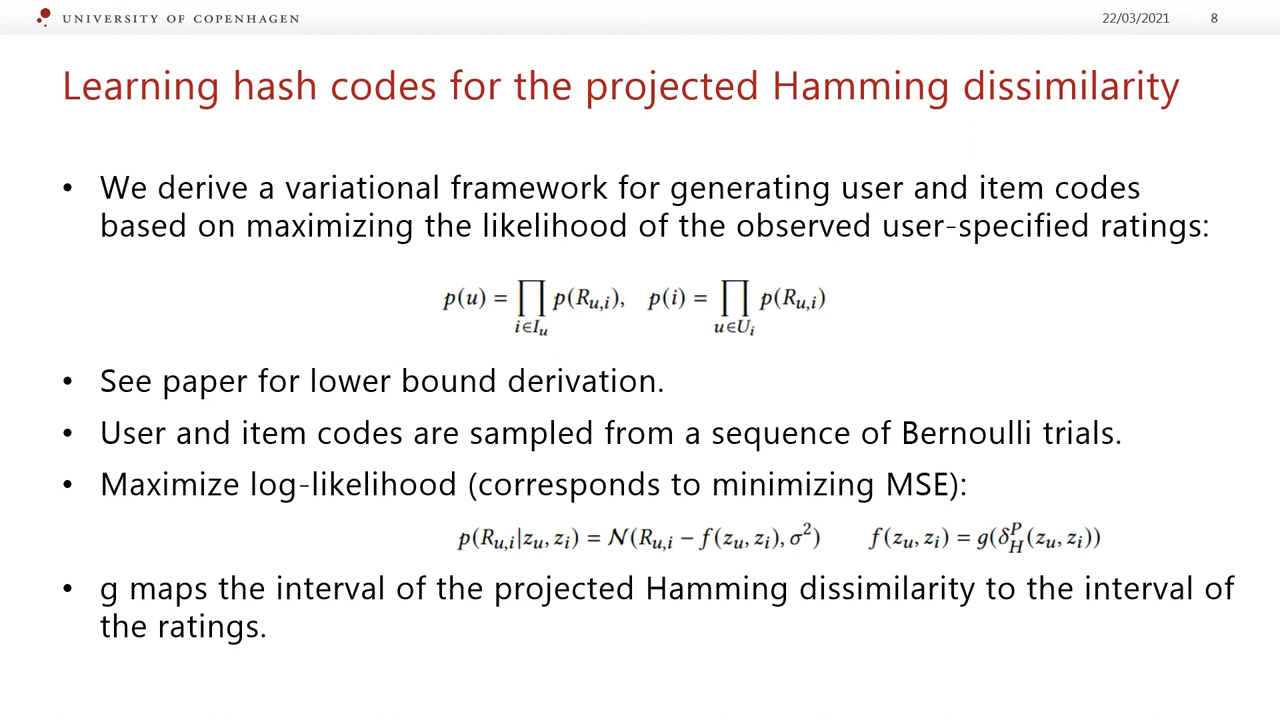 UNIVERSITY OF COPENHAGEN 22/03/2021 8
Learning hash codes for the projected Hamming dissimilarity
• We derive a variational framework for generating user and item codes
based on maximizing the likelihood of the observed user-specified ratings:
p(u) = ∏_{i∈I_u} p(R_{u,i}), p(i) = ∏_{u∈U_i} p(R_{u,i})
• See paper for lower bound derivation.
• User and item codes are sampled from a sequence of Bernoulli trials.
• Maximize log-likelihood (corresponds to minimizing MSE):
p(R_{u,i}|z_u, z_i) = 𝒩(R_{u,i} − f(z_u, z_i), σ²) f(z_u, z_i) = g(δ_H^P(z_u, z_i))
• g maps the interval of the projected Hamming dissimilarity to the interval of
the ratings.